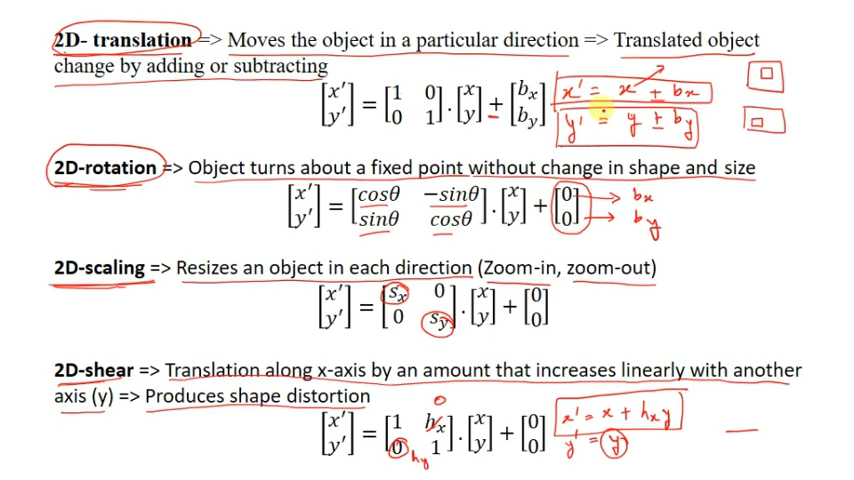 2D- translation => Moves the object in a particular direction => Translated object
change by adding or subtracting
[x′ y′] = [1 0 0 1] . [x y] + [bx by] x' = x ± bx
y' = y ± by
2D-rotation => Object turns about a fixed point without change in shape and size
[x′ y′] = [cosθ −sinθ sinθ cosθ] . [x y] + [0 0] bx
by
2D-scaling => Resizes an object in each direction (Zoom-in, zoom-out)
[x′ y′] = [sx 0 0 sy] . [x y] + [0 0]
2D-shear => Translation along x-axis by an amount that increases linearly with another
axis (y) => Produces shape distortion
0
[x′ y′] = [1 hx 0 1] . [x y] + [0 0] x' = x + hxy
hy y' = y